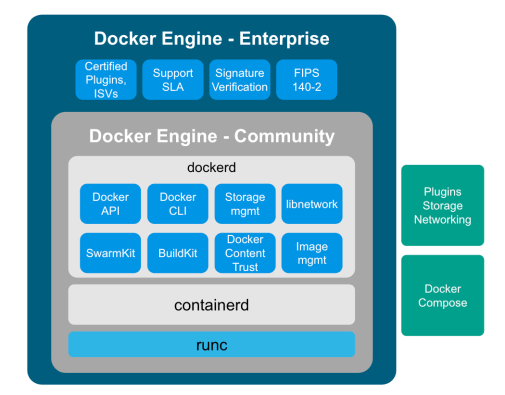 Docker Engine - Enterprise
Certified
Plugins,
ISVs
Support
SLA
Signature
Verification
FIPS
140-2
Docker Engine - Community
dockerd
Docker
API
Docker
CLI
Storage
mgmt
libnetwork
SwarmKit
BuildKit
Docker
Content
Trust
Image
mgmt
containerd
runc
Plugins
Storage
Networking
Docker
Compose